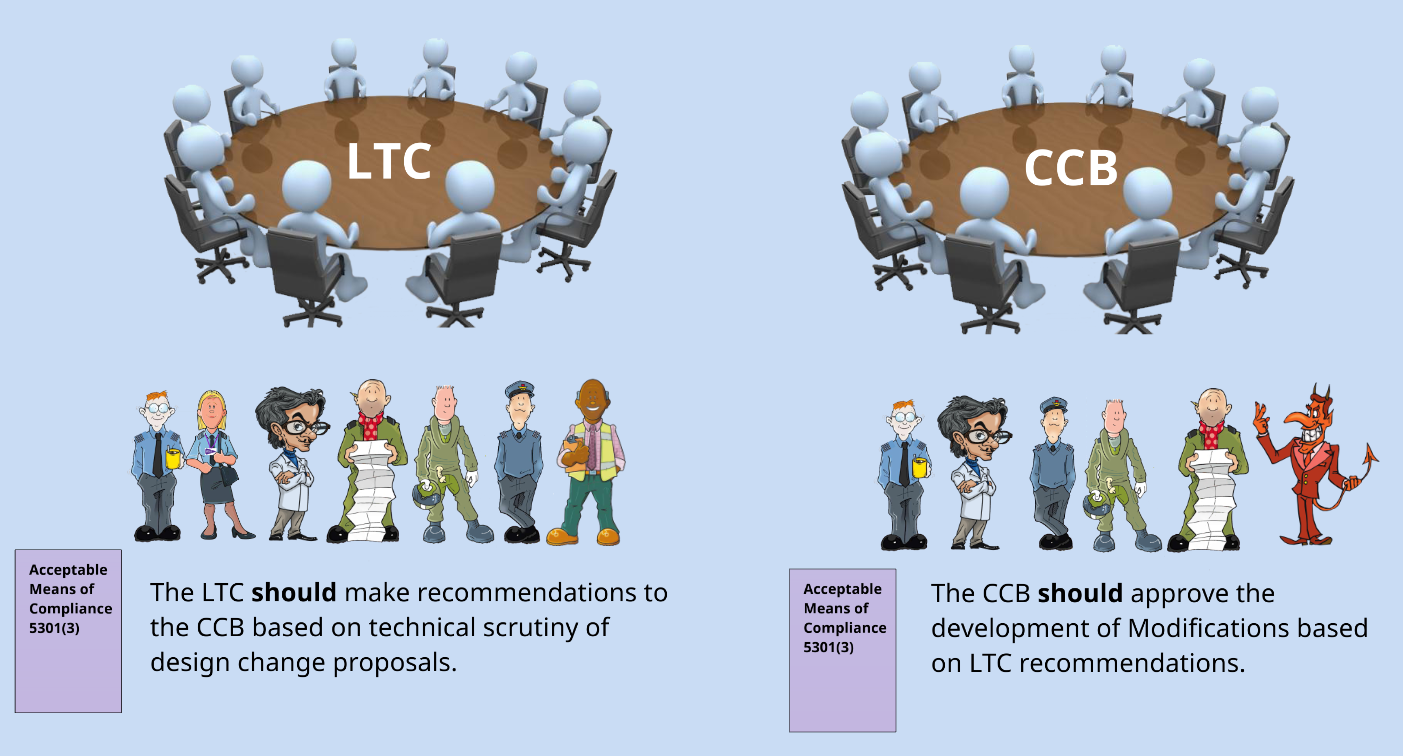 LTC
CCB
Acceptable
Means of
Compliance
5301(3)
The LTC should make recommendations to
the CCB based on technical scrutiny of
design change proposals.
Acceptable
Means of
Compliance
5301(3)
The CCB should approve the
development of Modifications based
on LTC recommendations.